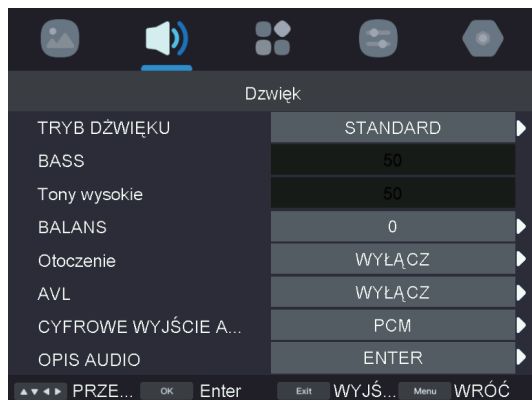 Dzwięk
TRYB DŹWIĘKU STANDARD
BASS 50
Tony wysokie 50
BALANS 0
Otoczenie WYŁĄCZ
AVL WYŁĄCZ
CYFROWE WYJŚCIE A... PCM
OPIS AUDIO ENTER
PRZE... OK Enter Exit WYJŚ... Menu WRÓĆ